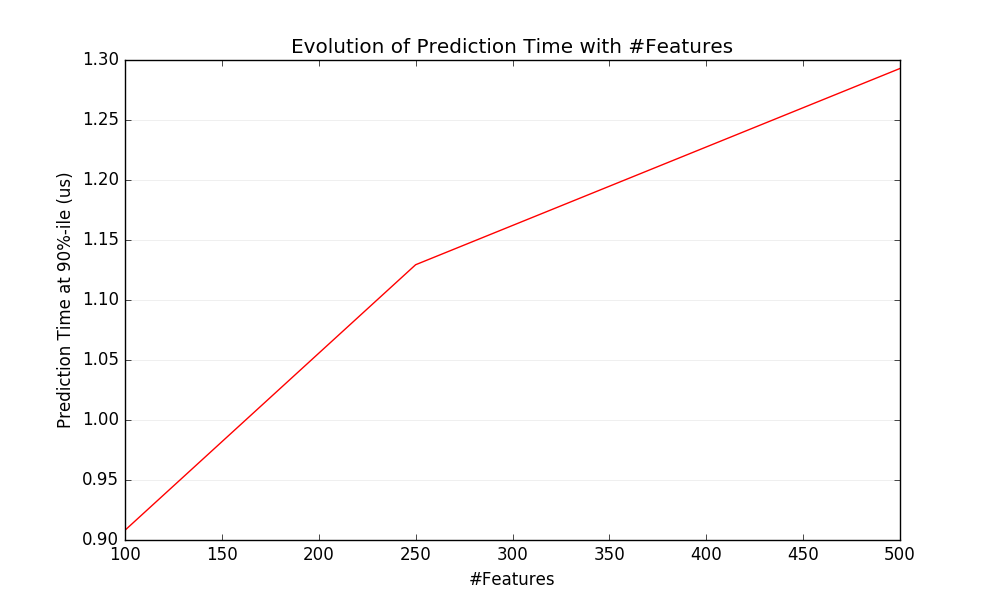 Evolution of Prediction Time with #Features
1.30
1.25
1.20
1.15
1.10
1.05
1.00
0.95
0.90
Prediction Time at 90%-ile (us)
100 150 200 250 300 350 400 450 500
#Features